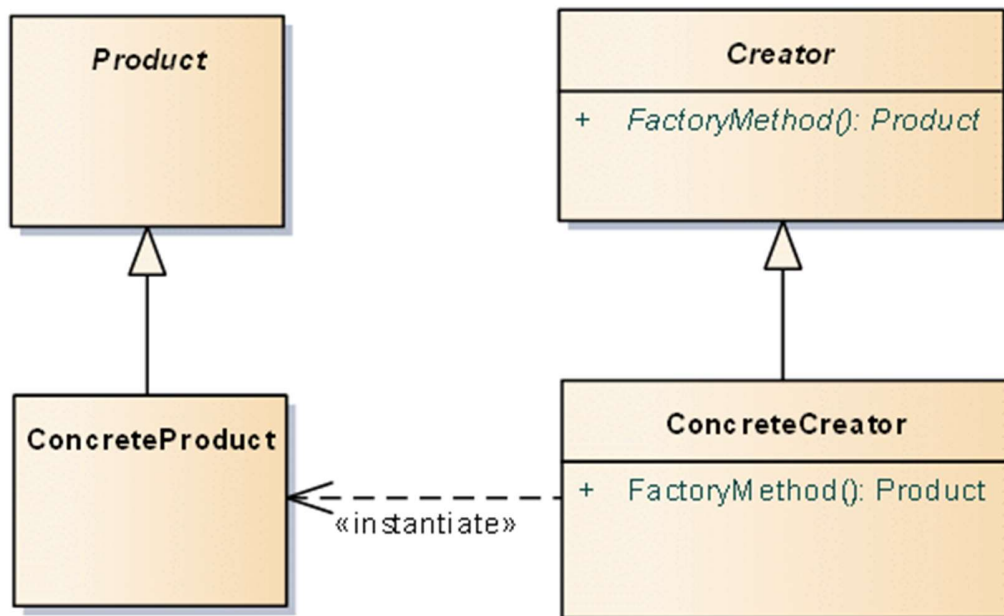 Product
Creator
+ FactoryMethod(): Product
ConcreteProduct
ConcreteCreator
+ FactoryMethod(): Product
«instantiate»